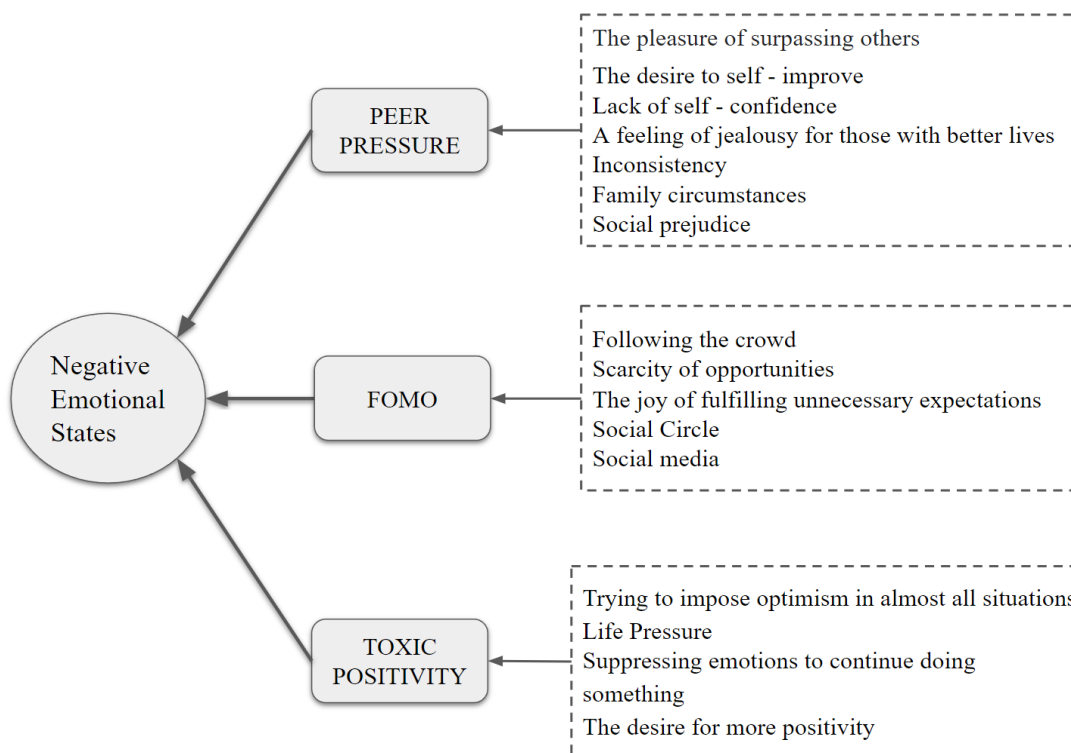 The pleasure of surpassing others
The desire to self - improve
Lack of self - confidence
A feeling of jealousy for those with better lives
Inconsistency
Family circumstances
Social prejudice
PEER
PRESSURE
Negative
Emotional
States
FOMO
Following the crowd
Scarcity of opportunities
The joy of fulfilling unnecessary expectations
Social Circle
Social media
TOXIC
POSITIVITY
Trying to impose optimism in almost all situations
Life Pressure
Suppressing emotions to continue doing
something
The desire for more positivity